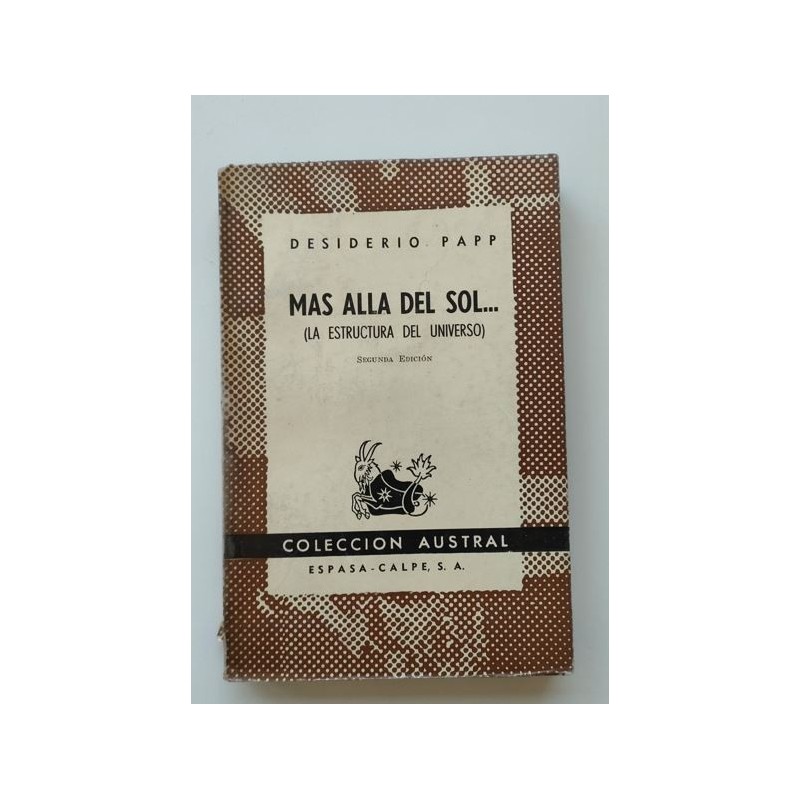 DESIDERIO PAPP
MAS ALLA DEL SOL...
(LA ESTRUCTURA DEL UNIVERSO)
SEGUNDA EDICIÓN
COLECCION AUSTRAL
ESPASA-CALPE, S. A.